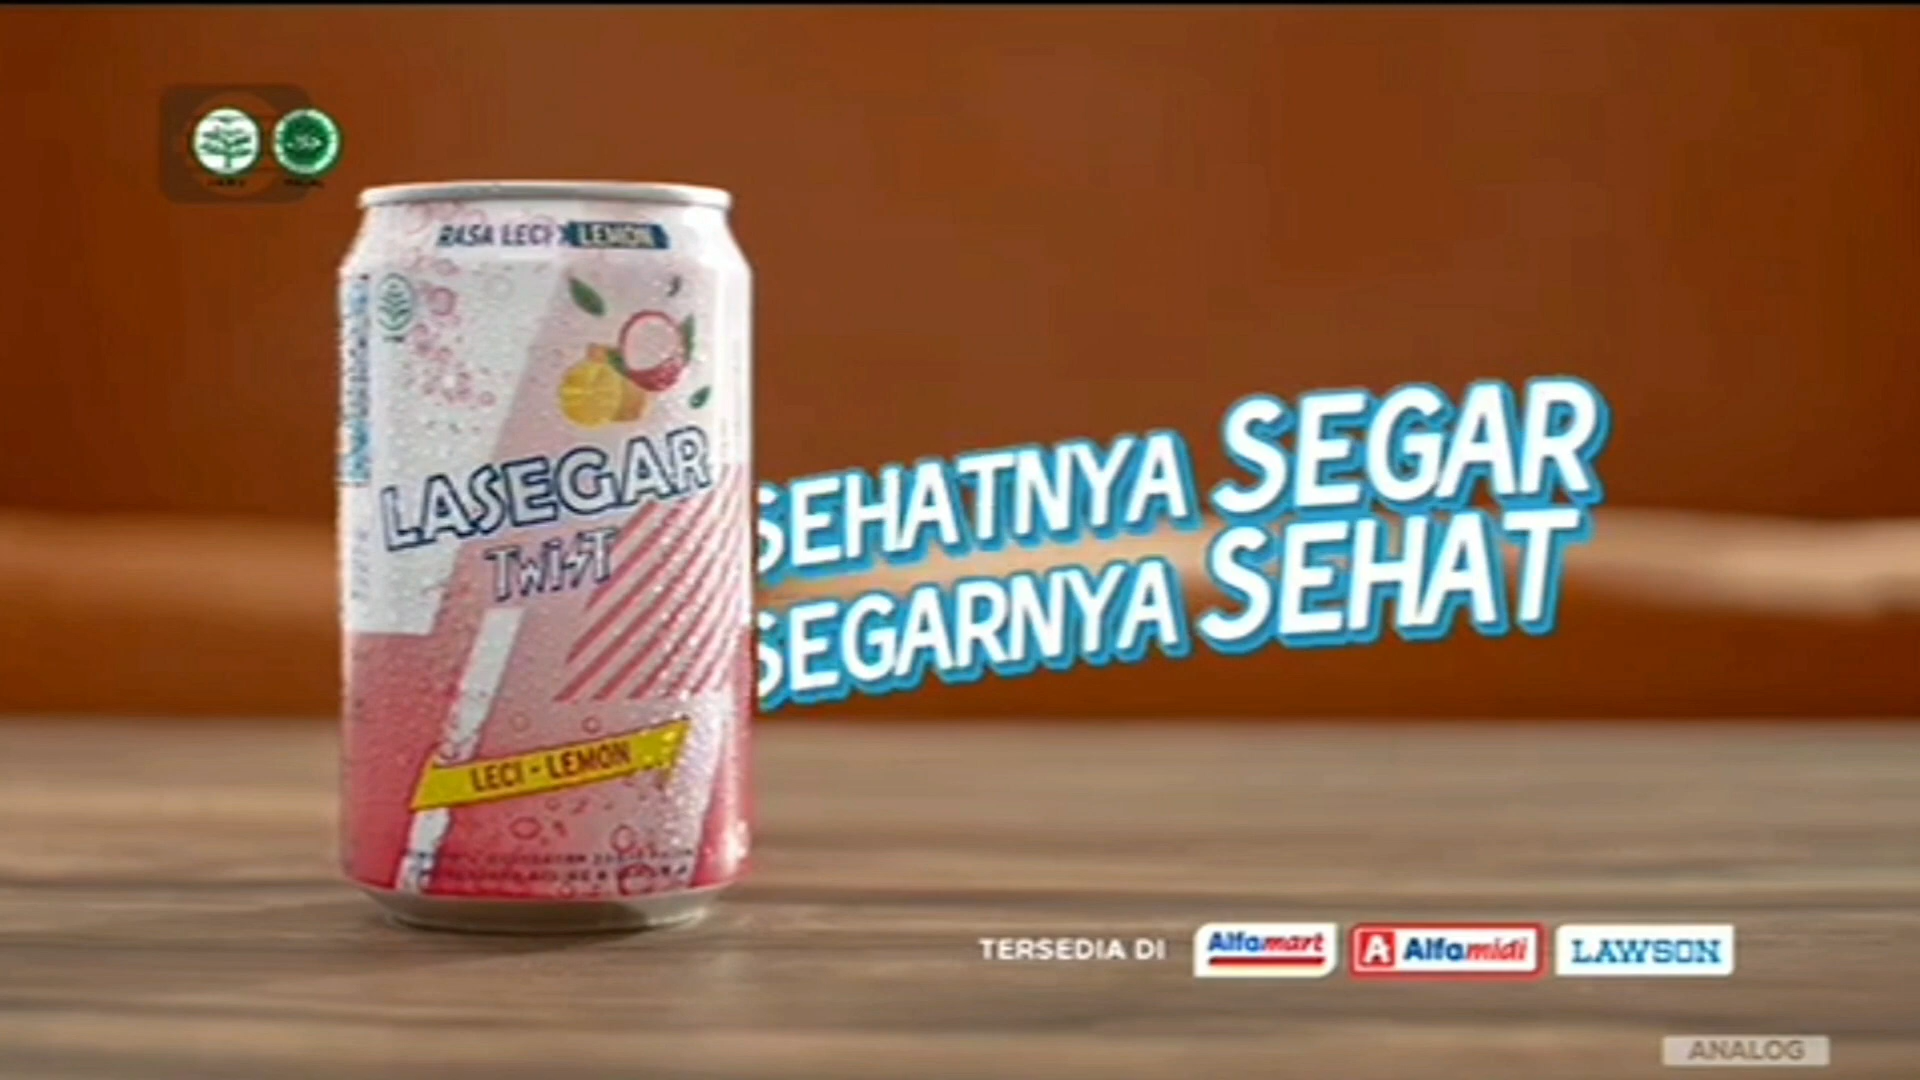 RASA LECI X LEMON
LASEGAR
TWIST
LECI - LEMON
SEHATNYA SEGAR
SEGARNYA SEHAT
TERSEDIA DI
Alfamart
A Alfamidi
LAWSON
ANALOG